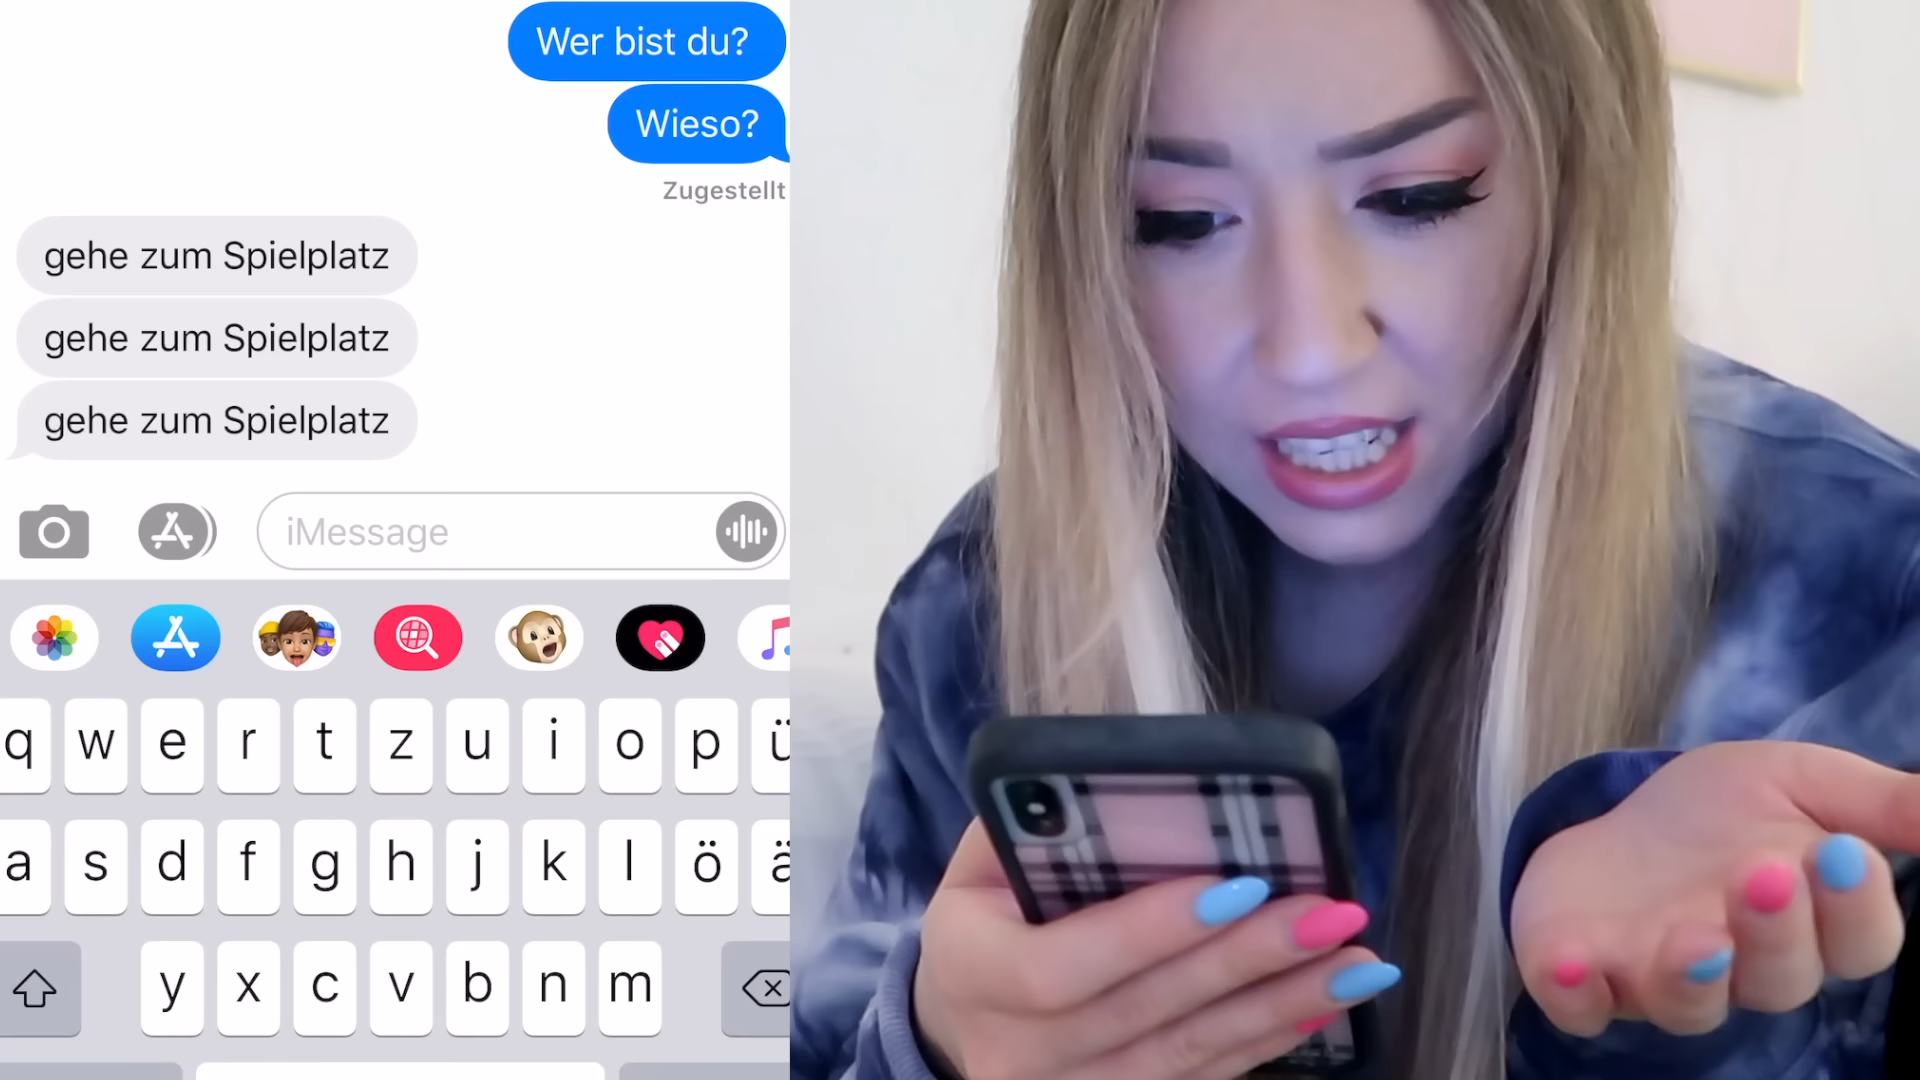 Wer bist du?
Wieso?
Zugestellt
gehe zum Spielplatz
gehe zum Spielplatz
gehe zum Spielplatz
iMessage
q w e r t z u i o p ü
a s d f g h j k l ö ä
y x c v b n m